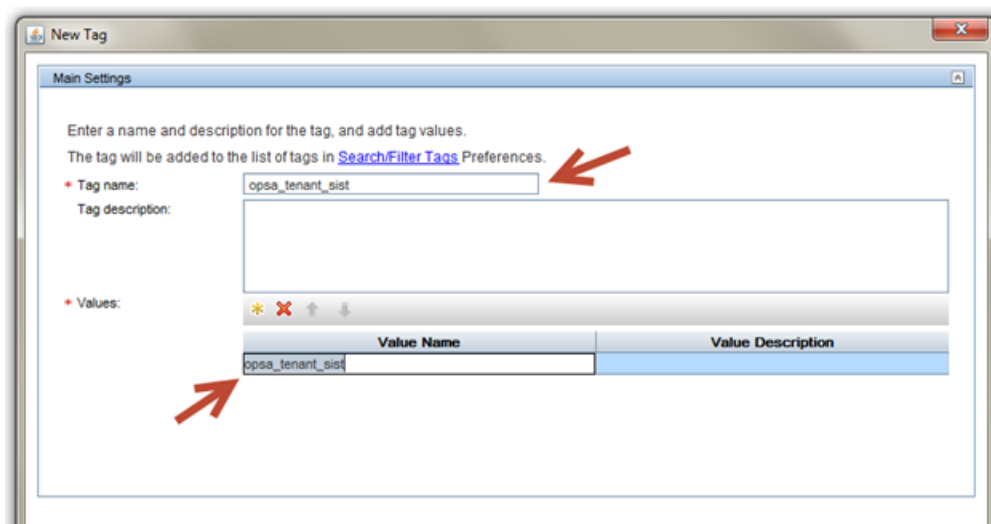 New Tag
Main Settings
Enter a name and description for the tag, and add tag values.
The tag will be added to the list of tags in Search/Filter Tags Preferences.
* Tag name: opsa_tenant_sist
Tag description:
* Values:
Value Name Value Description
opsa_tenant_sist